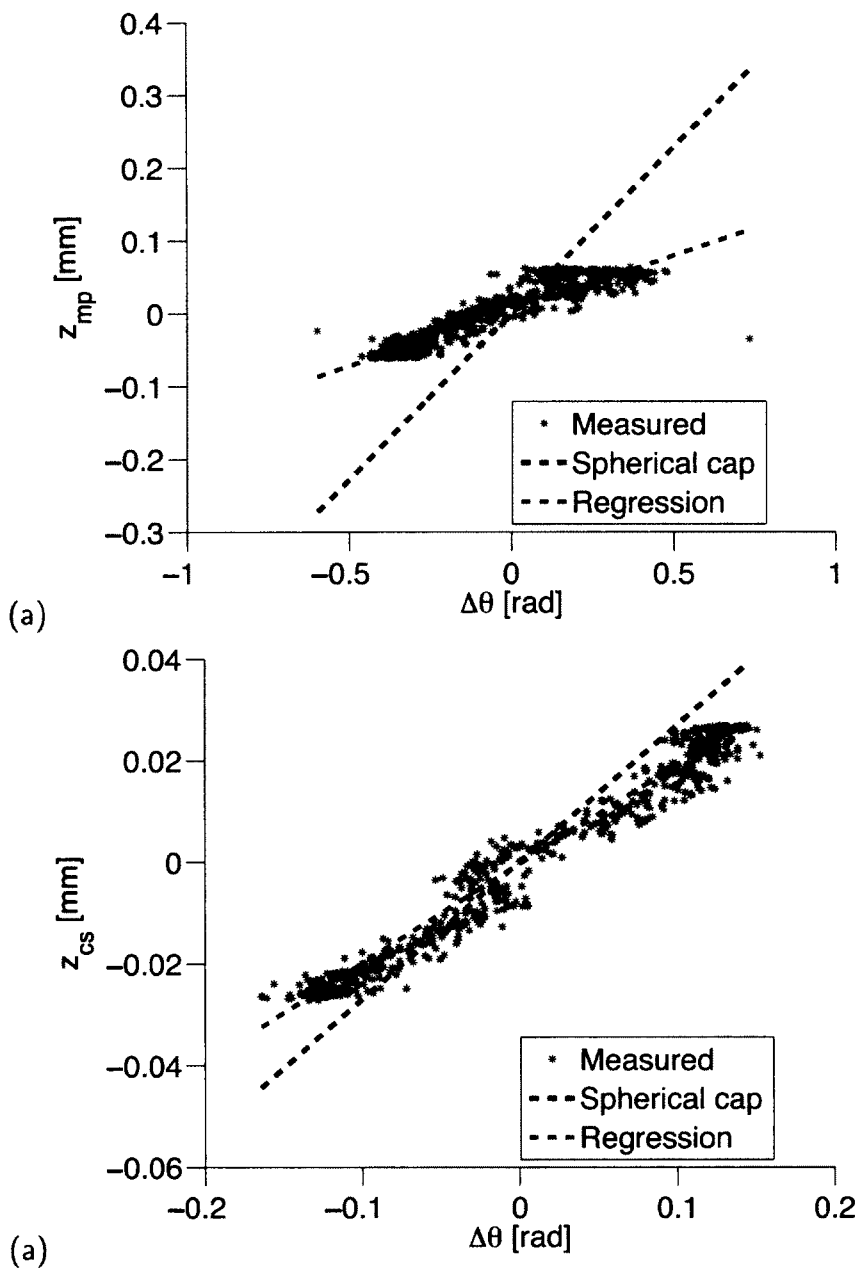 0.4
0.3
0.2
0.1
0
−0.1
−0.2
−0.3
z_mp [mm]
Measured
Spherical cap
Regression
−1 −0.5 0 0.5 1
Δθ [rad]
(a)
0.04
0.02
0
−0.02
−0.04
−0.06
z_cs [mm]
Measured
Spherical cap
Regression
−0.2 −0.1 0 0.1 0.2
Δθ [rad]
(a)